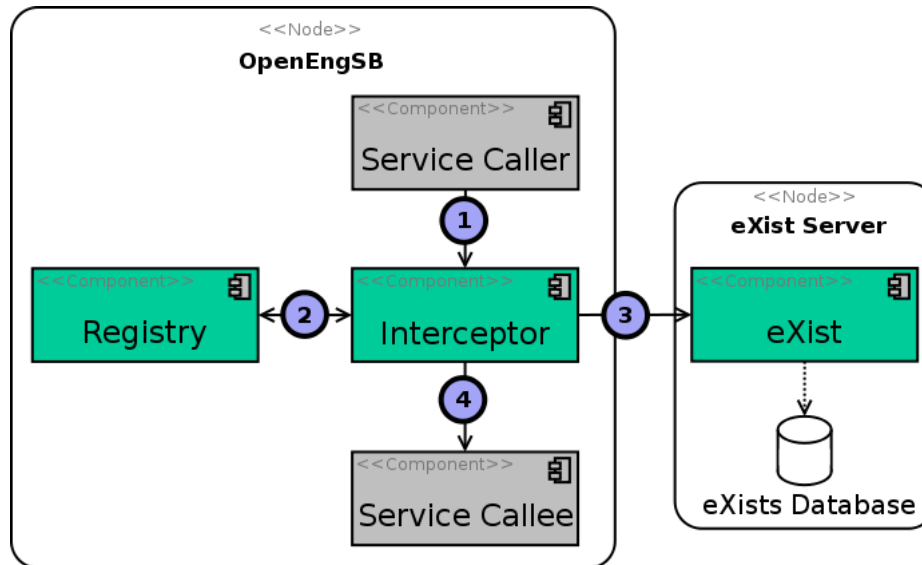 <<Node>>
OpenEngSB
<<Component>>
Service Caller
1
<<Node>>
eXist Server
<<Component>>
Registry
2
<<Component>>
Interceptor
3
<<Component>>
eXist
4
<<Component>>
Service Callee
eXists Database